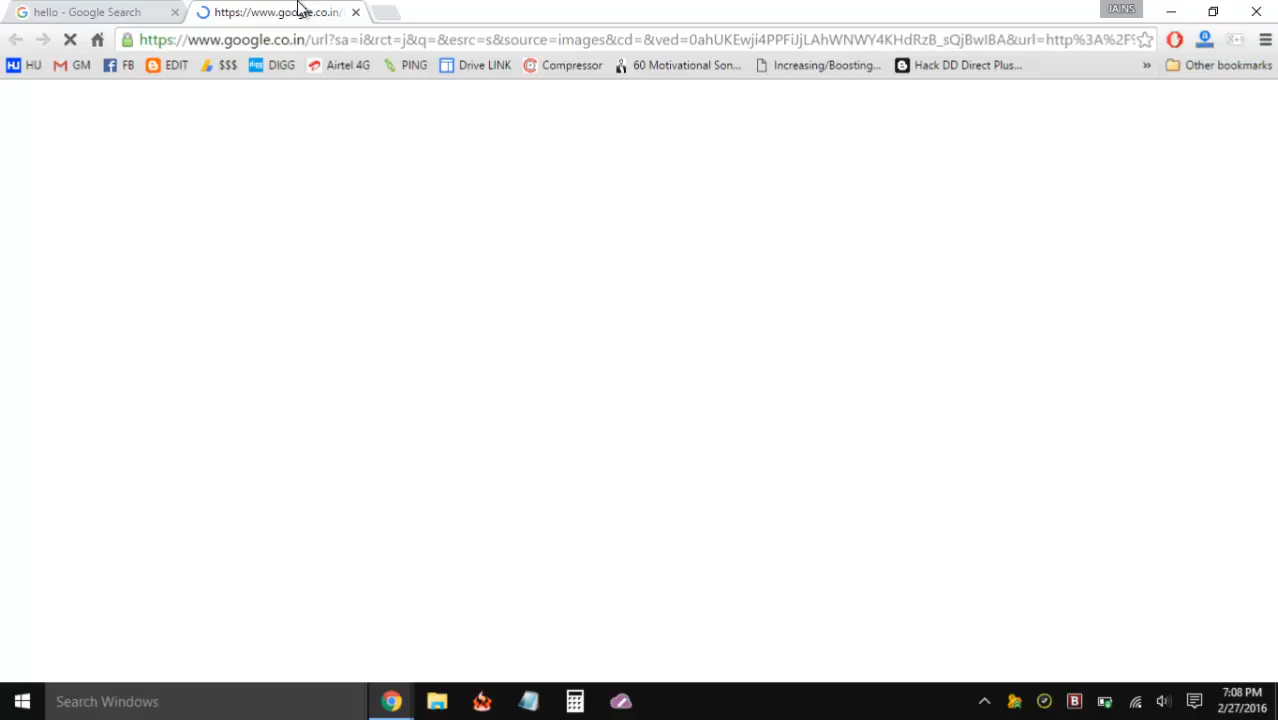 hello - Google Search
https://www.google.co.in/
JAINS
https://www.google.co.in/url?sa=i&rct=j&q=&esrc=s&source=images&cd=&ved=0ahUKEwji4PPFiJjLAhWNWY4KHdRzB_sQjBwIBA&url=http%3A%2F%
HU GM FB EDIT $$$ DIGG Airtel 4G PING Drive LINK Compressor 60 Motivational Son... Increasing/Boosting... Hack DD Direct Plus... » Other bookmarks
Search Windows
7:08 PM
2/27/2016